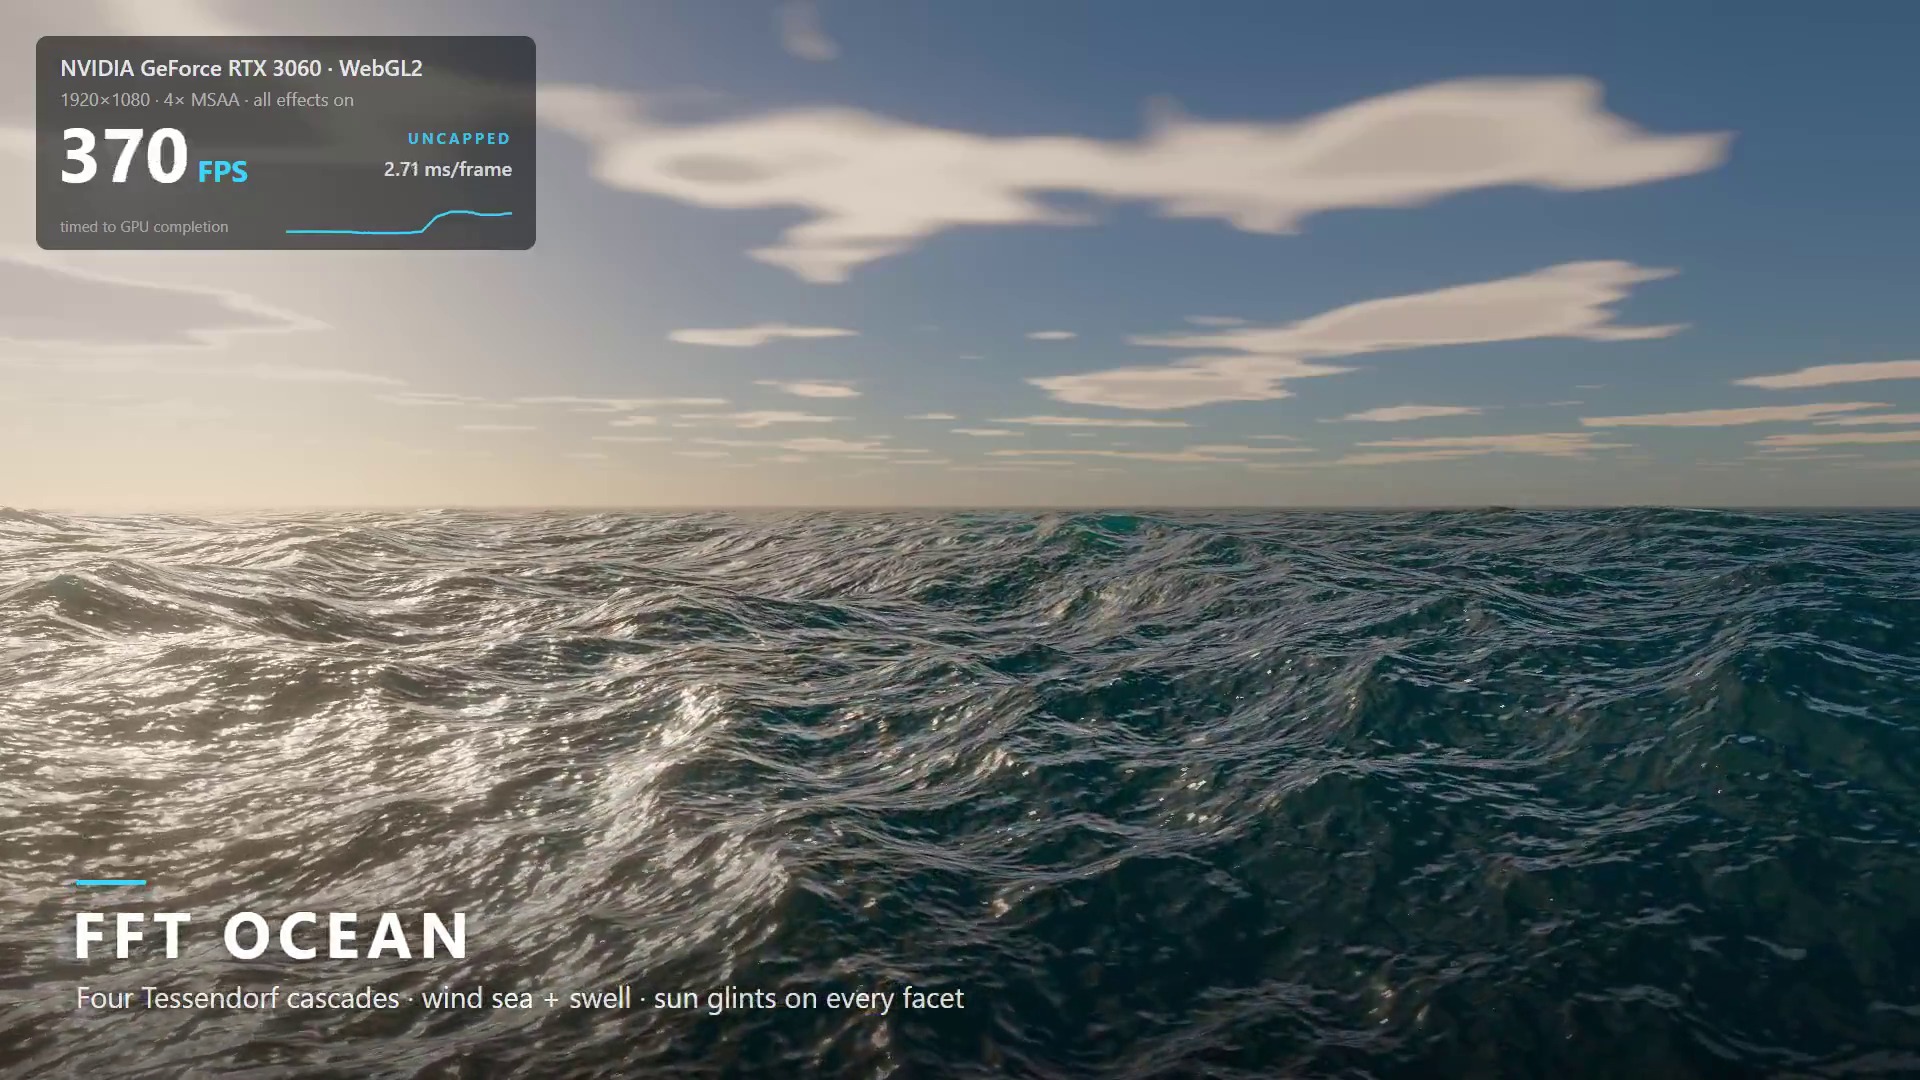 NVIDIA GeForce RTX 3060 · WebGL2
1920×1080 · 4× MSAA · all effects on
370 FPS
UNCAPPED
2.71 ms/frame
timed to GPU completion
FFT OCEAN
Four Tessendorf cascades · wind sea + swell · sun glints on every facet